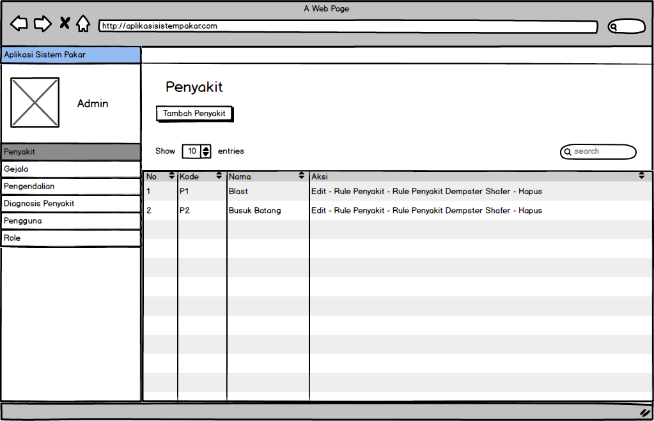 A Web Page
http://aplikasisistempakar.com
Aplikasi Sistem Pakar
Admin
Penyakit
Gejala
Pengendalian
Diagnosis Penyakit
Pengguna
Role
Penyakit
Tambah Penyakit
Show 10 entries
search
No Kode Nama Aksi
1 P1 Blast Edit - Rule Penyakit - Rule Penyakit Dempster Shafer - Hapus
2 P2 Busuk Batang Edit - Rule Penyakit - Rule Penyakit Dempster Shafer - Hapus